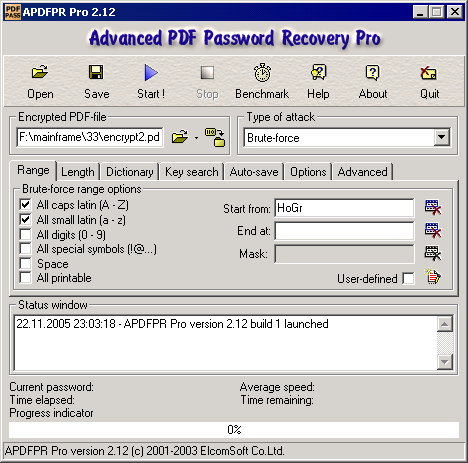 PDF PASS APDFPR Pro 2.12
Advanced PDF Password Recovery Pro
Open Save Start! Stop Benchmark Help About Quit
Encrypted PDF-file Type of attack
F:\mainframe\33\encrypt2.pd Brute-force
Range Length Dictionary Key search Auto-save Options Advanced
Brute-force range options
All caps latin (A - Z) Start from: HoGr
All small latin (a - z)
All digits (0 - 9) End at:
All special symbols (!@...) Mask:
Space
All printable User-defined
Status window
22.11.2005 23:03:18 - APDFPR Pro version 2.12 build 1 launched
Current password: Average speed:
Time elapsed: Time remaining:
Progress indicator
0%
APDFPR Pro version 2.12 (c) 2001-2003 ElcomSoft Co.Ltd.